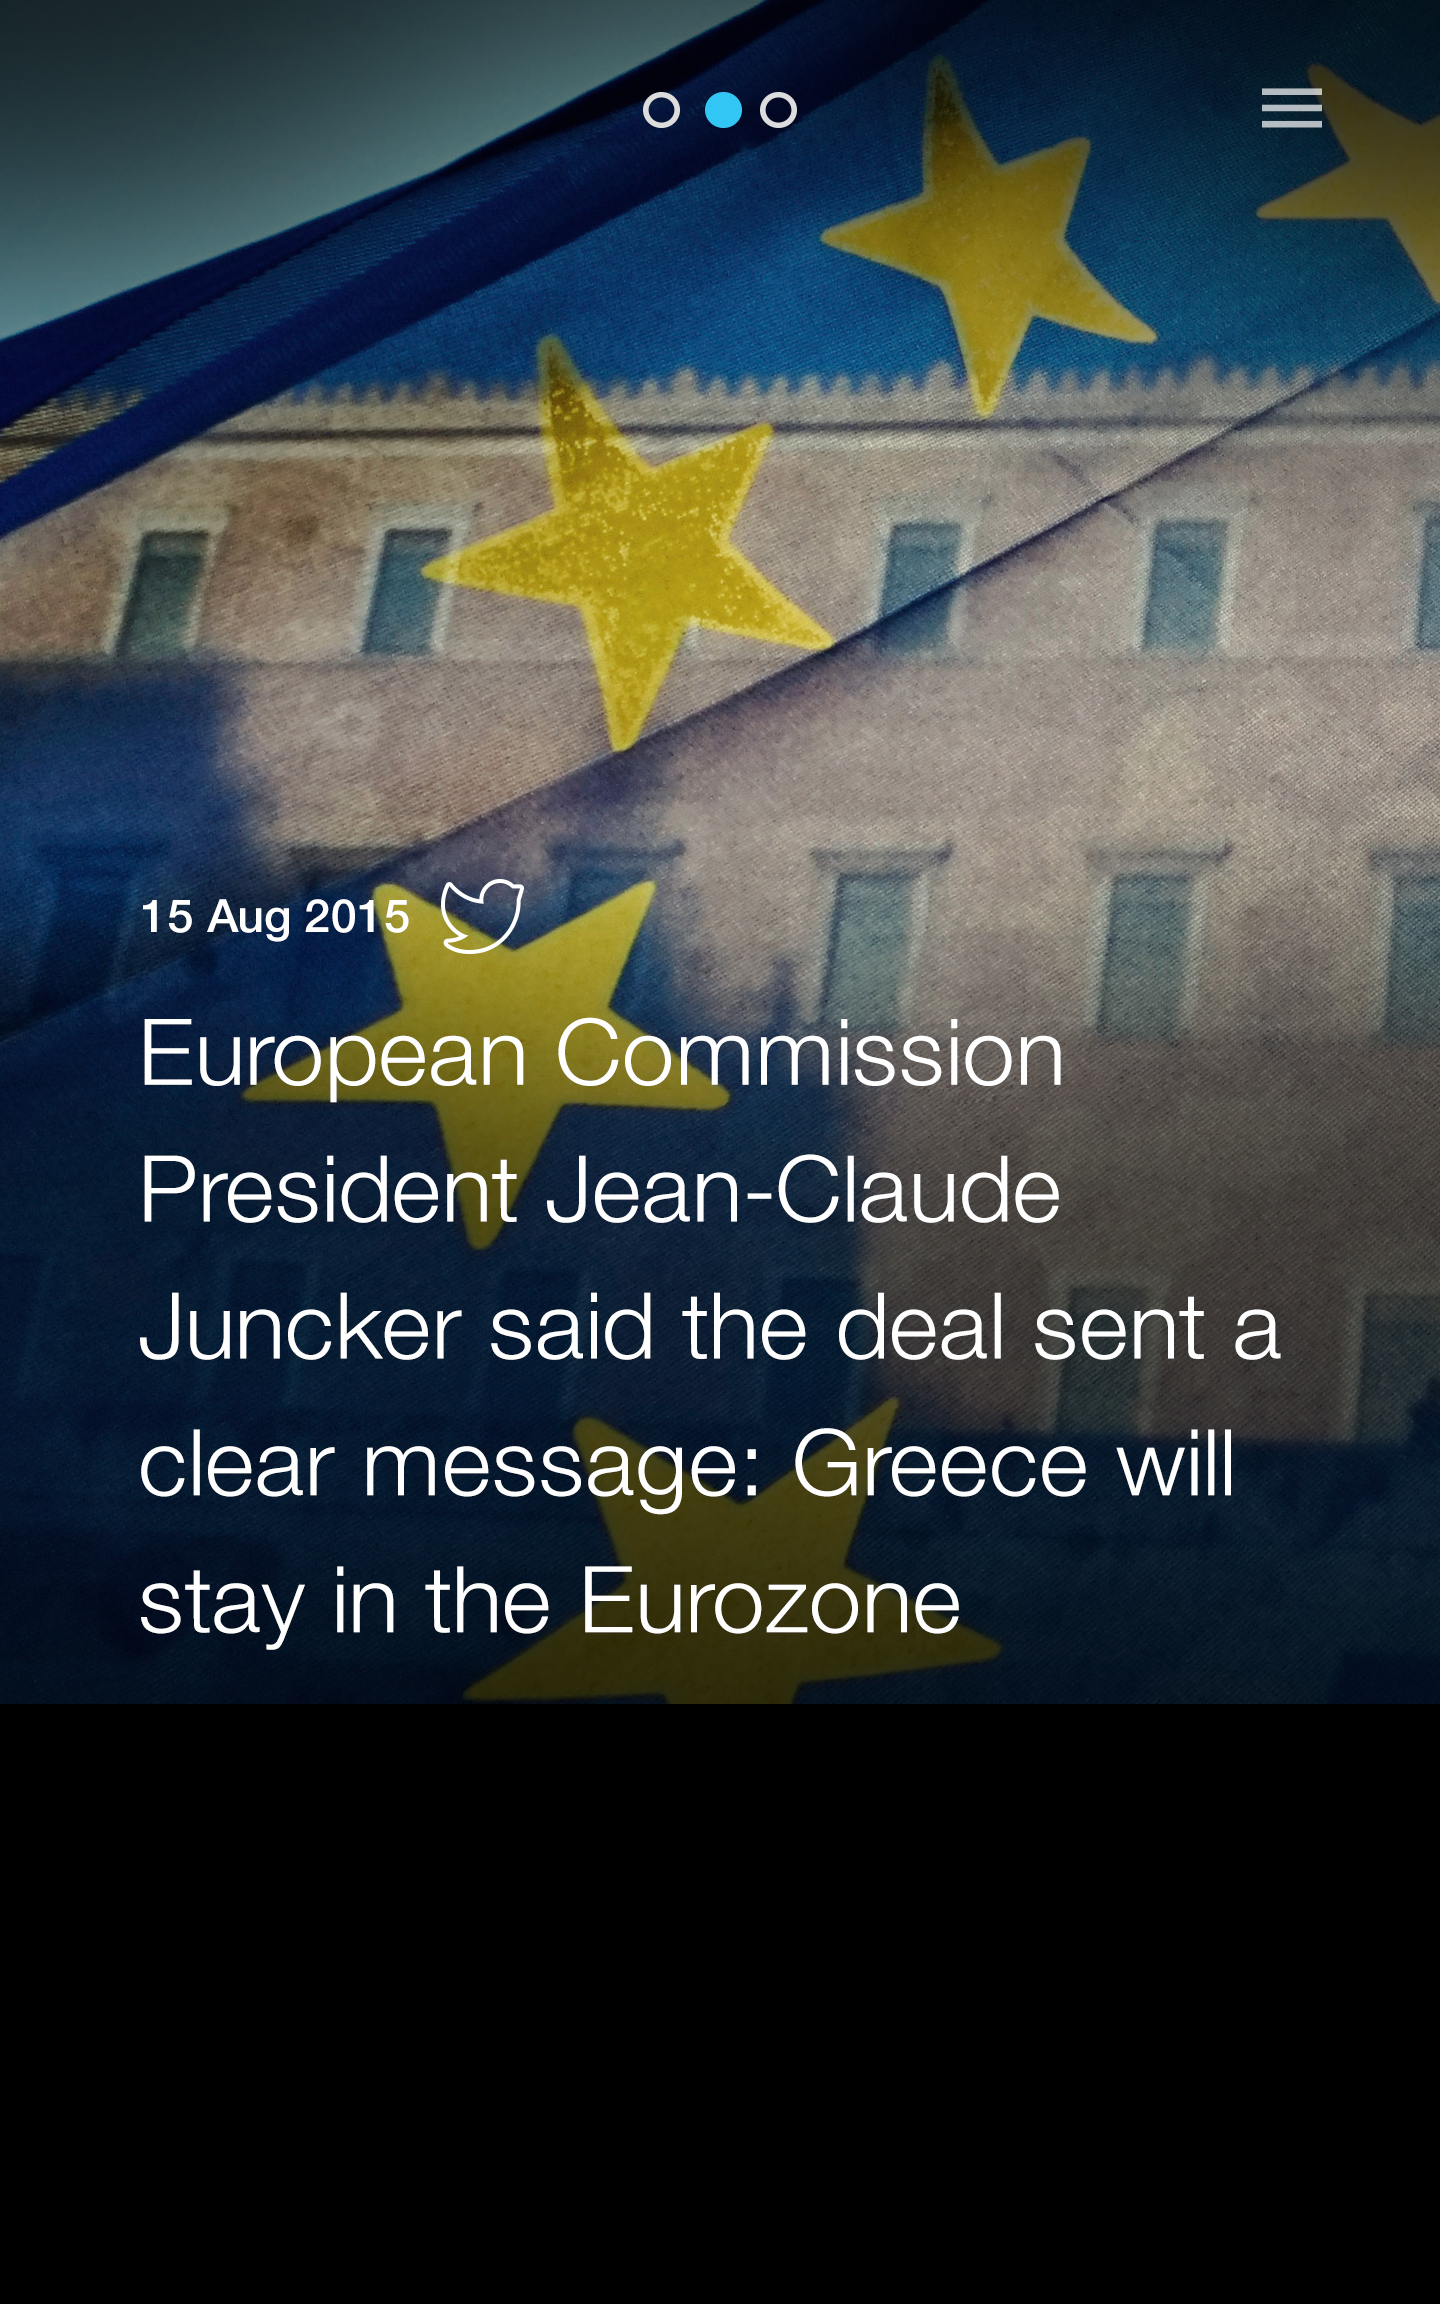 15 Aug 2015
European Commission
President Jean-Claude
Juncker said the deal sent a
clear message: Greece will
stay in the Eurozone